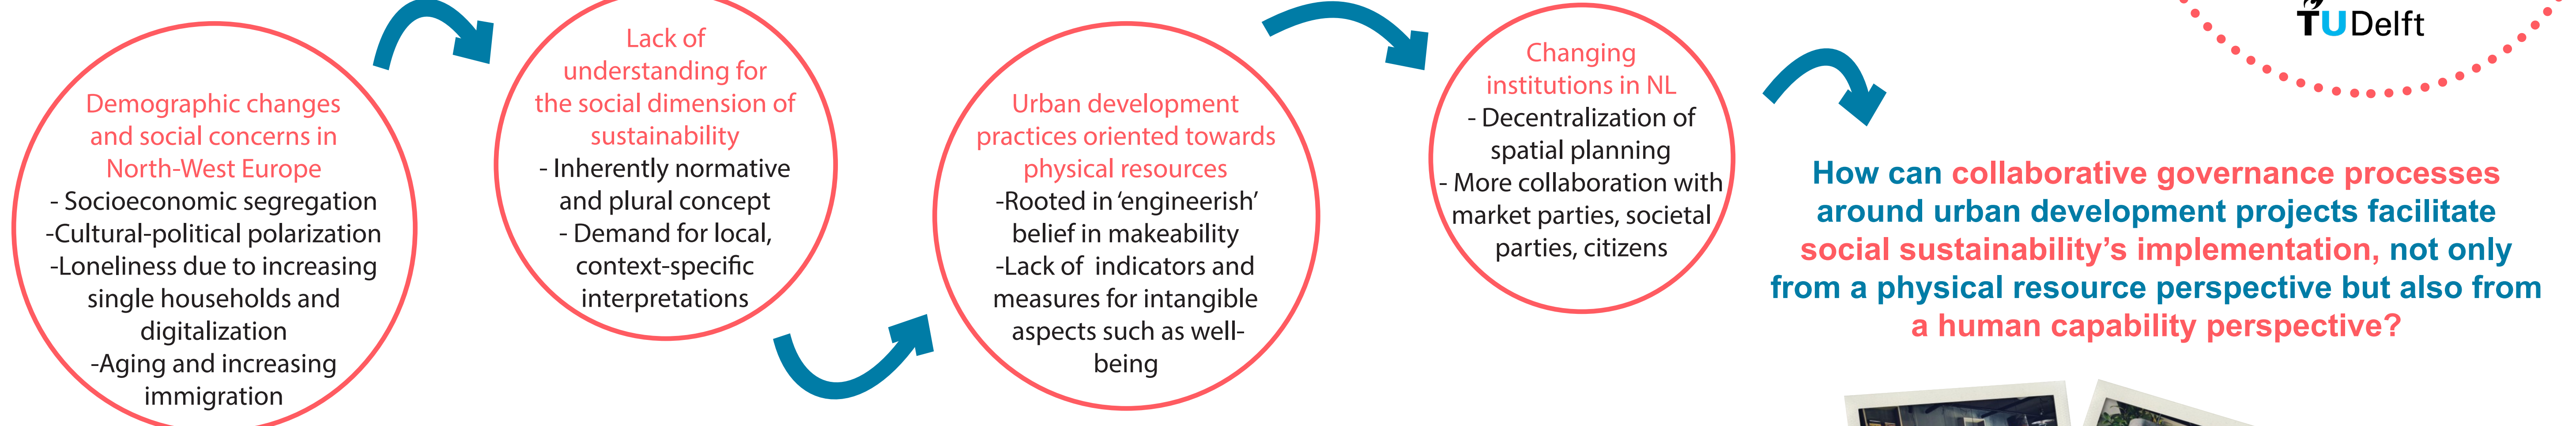 Demographic changes
and social concerns in
North-West Europe
- Socioeconomic segregation
-Cultural-political polarization
-Loneliness due to increasing
single households and
digitalization
-Aging and increasing
immigration
Lack of
understanding for
the social dimension of
sustainability
- Inherently normative
and plural concept
- Demand for local,
context-specific
interpretations
Urban development
practices oriented towards
physical resources
-Rooted in ‘engineerish’
belief in makeability
-Lack of indicators and
measures for intangible
aspects such as well-
being
Changing
institutions in NL
- Decentralization of
spatial planning
- More collaboration with
market parties, societal
parties, citizens
TU Delft
How can collaborative governance processes
around urban development projects facilitate
social sustainability’s implementation, not only
from a physical resource perspective but also from
a human capability perspective?